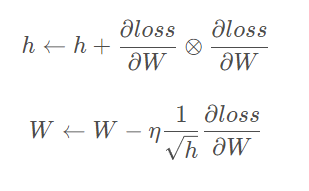 h ← h + ∂loss/∂W ⊗ ∂loss/∂W
W ← W − η 1/√h ∂loss/∂W